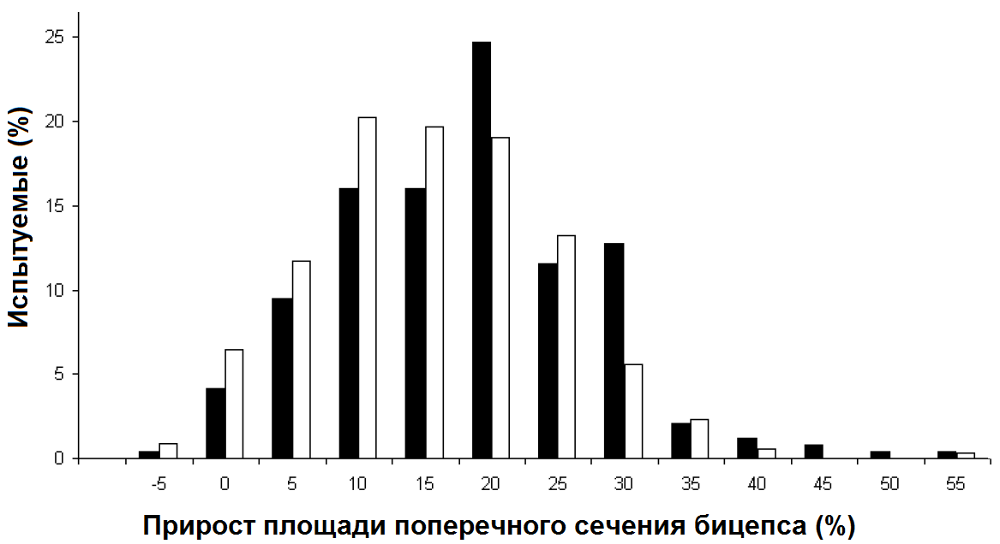 Испытуемые (%)
25
20
15
10
5
0
-5 0 5 10 15 20 25 30 35 40 45 50 55
Прирост площади поперечного сечения бицепса (%)